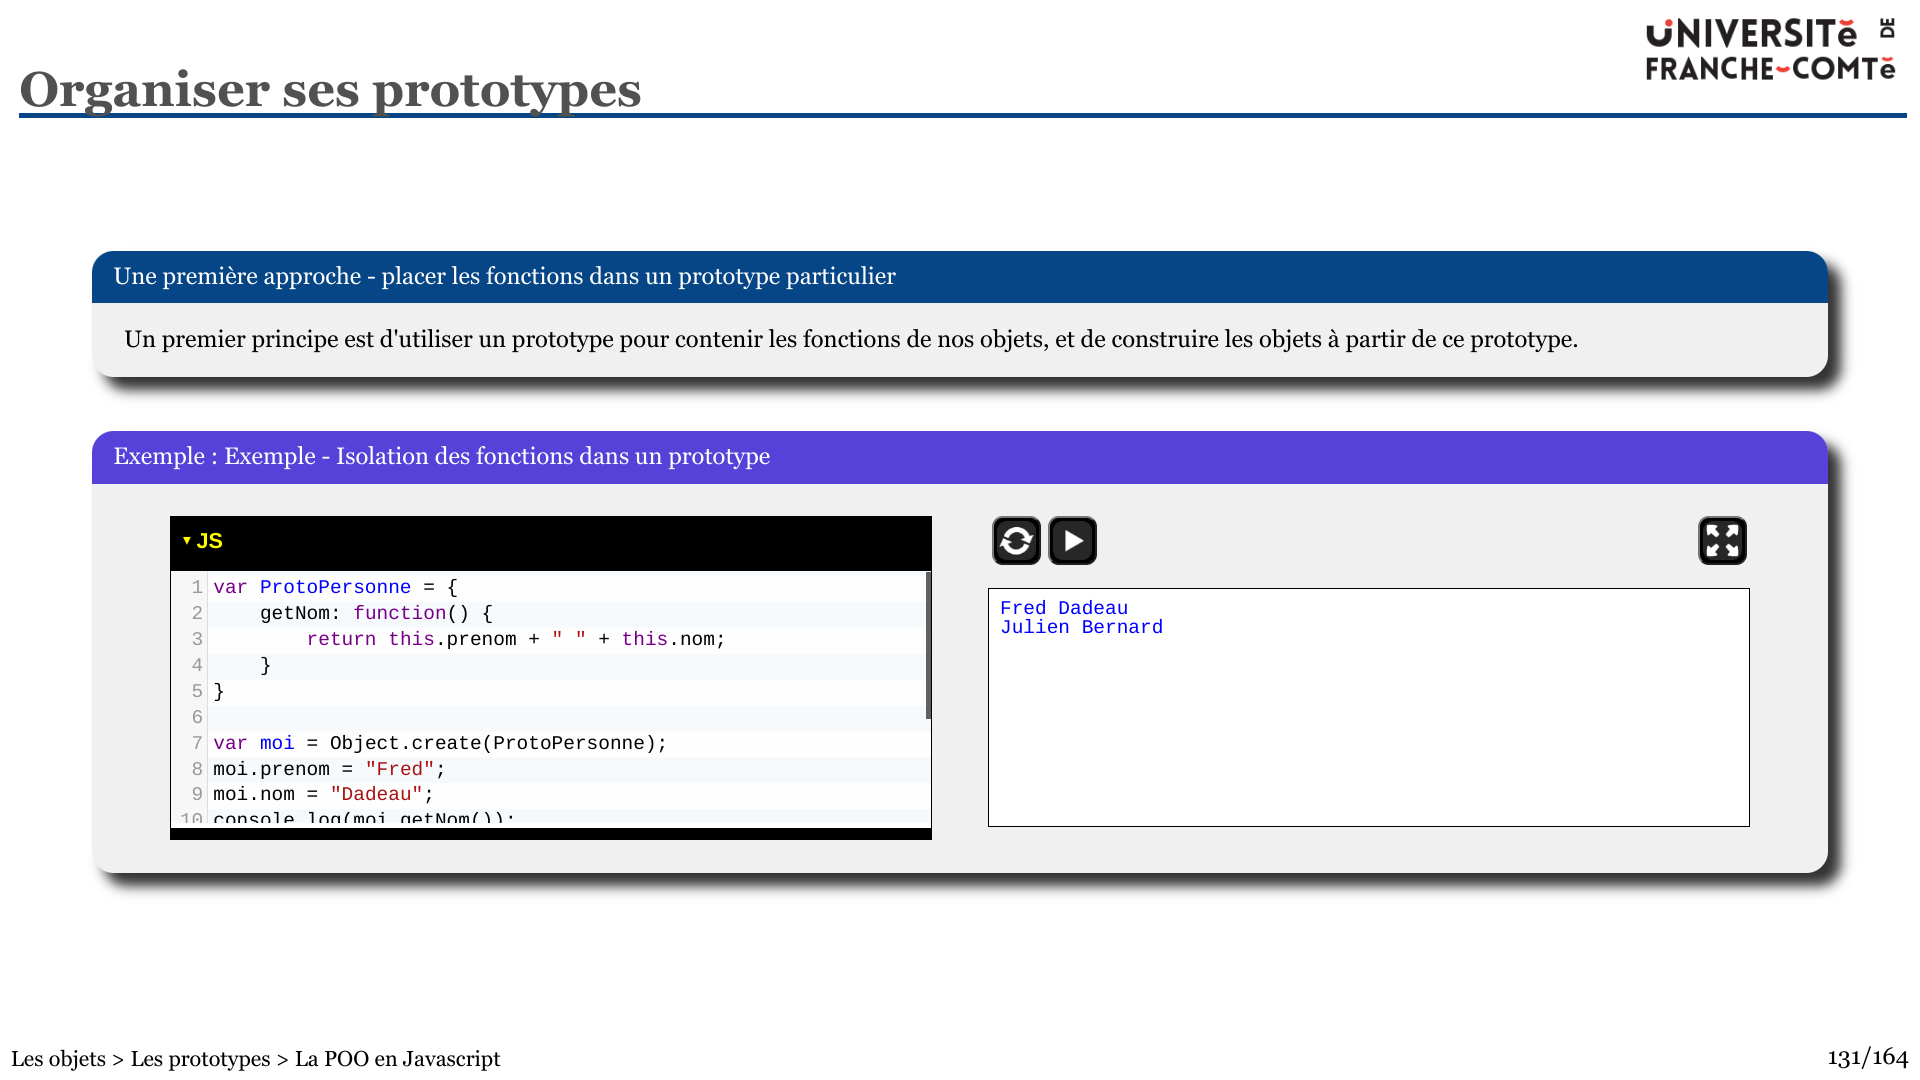 UNIVERSITĕ DE
FRANCHE-COMTĕ
Organiser ses prototypes
Une première approche - placer les fonctions dans un prototype particulier
Un premier principe est d'utiliser un prototype pour contenir les fonctions de nos objets, et de construire les objets à partir de ce prototype.
Exemple : Exemple - Isolation des fonctions dans un prototype
▾ JS
1 var ProtoPersonne = {
2     getNom: function() {
3         return this.prenom + " " + this.nom;
4     }
5 }
6
7 var moi = Object.create(ProtoPersonne);
8 moi.prenom = "Fred";
9 moi.nom = "Dadeau";
10 console.log(moi.getNom());
Fred Dadeau
Julien Bernard
Les objets > Les prototypes > La POO en Javascript
131/164